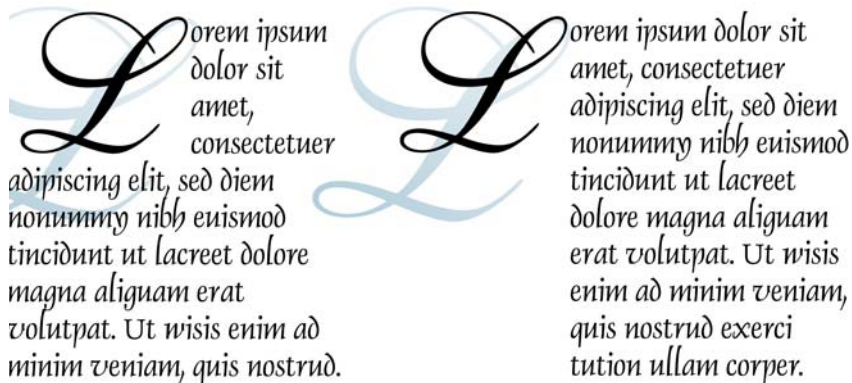 Lorem ipsum
dolor sit
amet,
consectetuer
adipiscing elit, sed diem
nonummy nibh euismod
tincidunt ut lacreet dolore
magna aliguam erat
volutpat. Ut wisis enim ad
minim veniam, quis nostrud.
Lorem ipsum dolor sit
amet, consectetuer
adipiscing elit, sed diem
nonummy nibh euismod
tincidunt ut lacreet
dolore magna aliguam
erat volutpat. Ut wisis
enim ad minim veniam,
quis nostrud exerci
tution ullam corper.